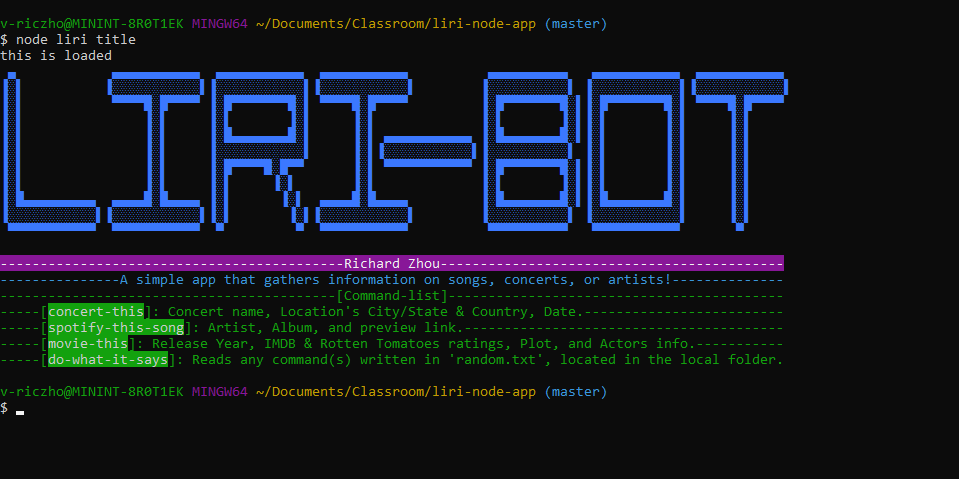 v-riczho@MININT-8R0T1EK MINGW64 ~/Documents/Classroom/liri-node-app (master)
$ node liri title
this is loaded
LIRI-BOT
-------------------------------------------Richard Zhou-------------------------------------------
---------------A simple app that gathers information on songs, concerts, or artists!--------------
------------------------------------------[Command-list]------------------------------------------
-----[concert-this]: Concert name, Location's City/State & Country, Date.-------------------------
-----[spotify-this-song]: Artist, Album, and preview link.----------------------------------------
-----[movie-this]: Release Year, IMDB & Rotten Tomatoes ratings, Plot, and Actors info.-----------
-----[do-what-it-says]: Reads any command(s) written in 'random.txt', located in the local folder.
v-riczho@MININT-8R0T1EK MINGW64 ~/Documents/Classroom/liri-node-app (master)
$